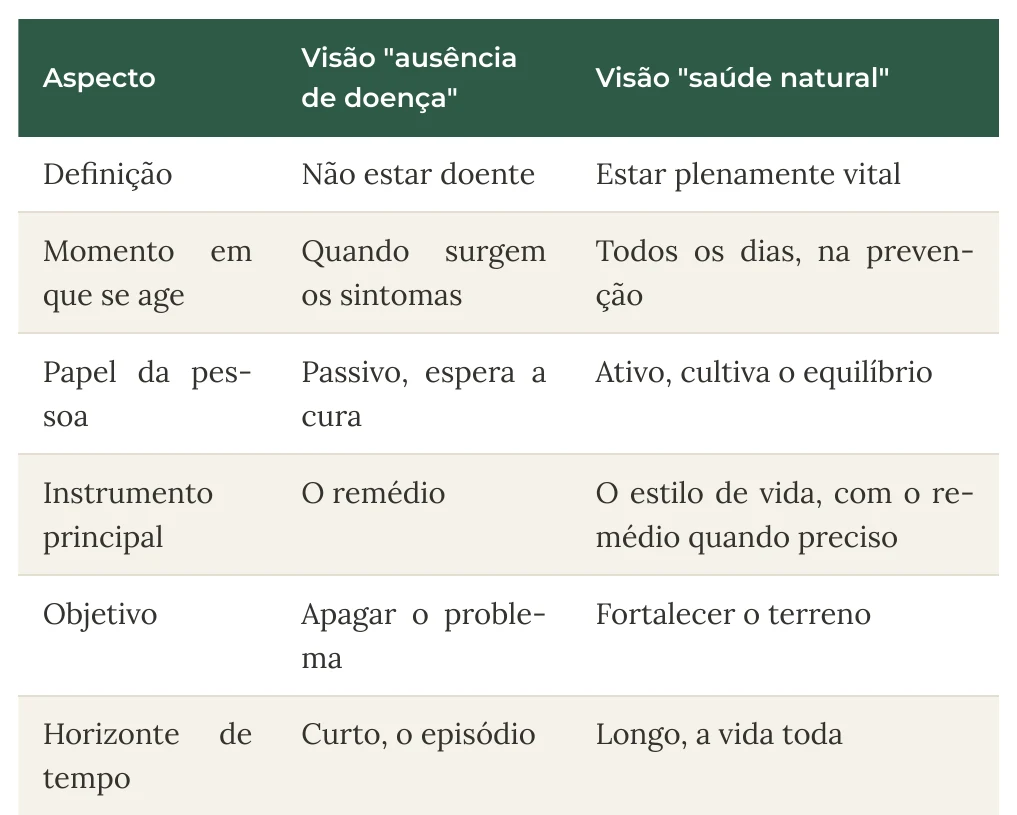 Aspecto
Visão "ausência
de doença"
Visão "saúde natural"
Definição
Não estar doente
Estar plenamente vital
Momento em
que se age
Quando surgem
os sintomas
Todos os dias, na preven-
ção
Papel da pes-
soa
Passivo, espera a
cura
Ativo, cultiva o equilíbrio
Instrumento
principal
O remédio
O estilo de vida, com o re-
médio quando preciso
Objetivo
Apagar o proble-
ma
Fortalecer o terreno
Horizonte de
tempo
Curto, o episódio
Longo, a vida toda